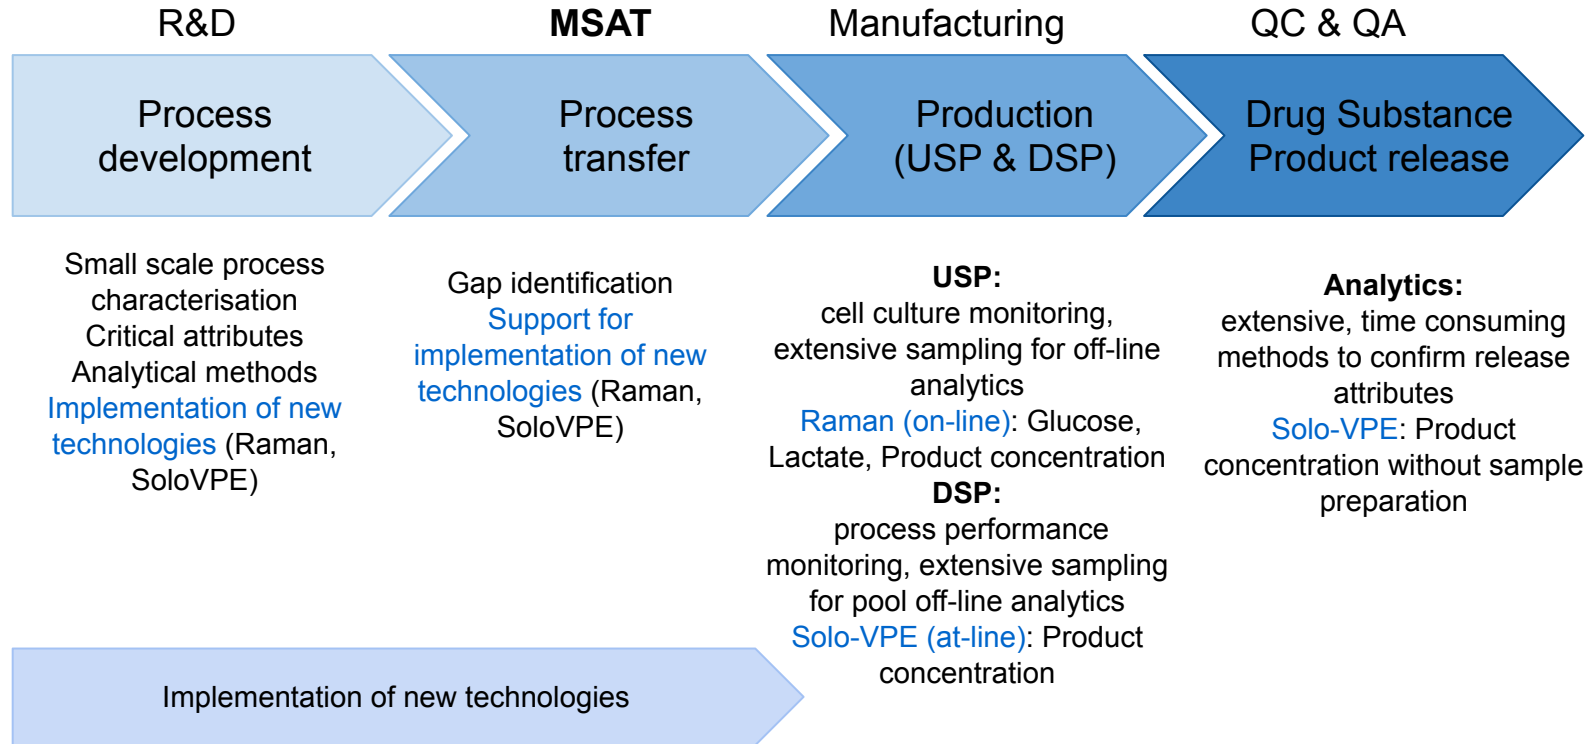 R&D
MSAT
Manufacturing
QC & QA
Process
development
Process
transfer
Production
(USP & DSP)
Drug Substance
Product release
Small scale process
characterisation
Critical attributes
Analytical methods
Implementation of new
technologies (Raman,
SoloVPE)
Gap identification
Support for
implementation of new
technologies (Raman,
SoloVPE)
USP:
cell culture monitoring,
extensive sampling for off-line
analytics
Raman (on-line): Glucose,
Lactate, Product concentration
DSP:
process performance
monitoring, extensive sampling
for pool off-line analytics
Solo-VPE (at-line): Product
concentration
Analytics:
extensive, time consuming
methods to confirm release
attributes
Solo-VPE: Product
concentration without sample
preparation
Implementation of new technologies